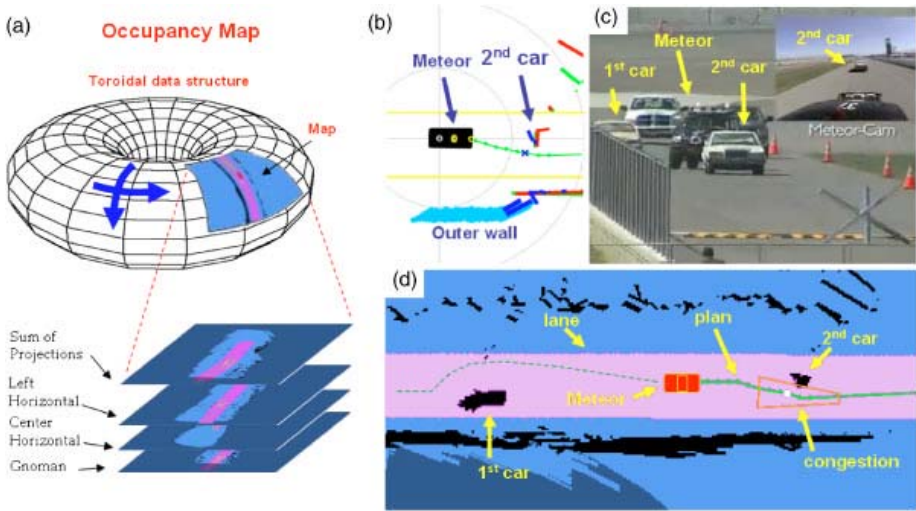 (a)
Occupancy Map
Toroidal data structure
Map
Sum of
Projections
Left
Horizontal
Center
Horizontal
Gnoman
(b)
Meteor
2nd car
Outer wall
(c)
Meteor
1st car
2nd car
2nd car
Meteor-Cam
(d)
lane
plan
2nd car
Meteor
1st car
congestion